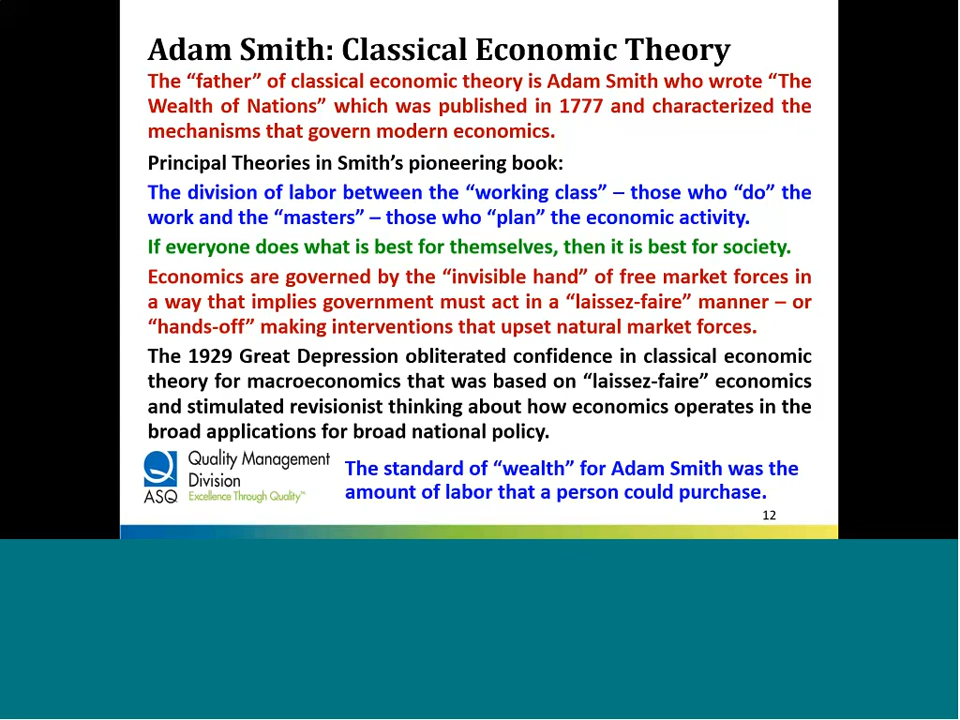 Adam Smith: Classical Economic Theory
The “father” of classical economic theory is Adam Smith who wrote “The
Wealth of Nations” which was published in 1777 and characterized the
mechanisms that govern modern economics.
Principal Theories in Smith’s pioneering book:
The division of labor between the “working class” – those who “do” the
work and the “masters” – those who “plan” the economic activity.
If everyone does what is best for themselves, then it is best for society.
Economics are governed by the “invisible hand” of free market forces in
a way that implies government must act in a “laissez-faire” manner – or
“hands-off” making interventions that upset natural market forces.
The 1929 Great Depression obliterated confidence in classical economic
theory for macroeconomics that was based on “laissez-faire” economics
and stimulated revisionist thinking about how economics operates in the
broad applications for broad national policy.
Quality Management
Division
Excellence Through Quality™
ASQ
The standard of “wealth” for Adam Smith was the
amount of labor that a person could purchase.
12